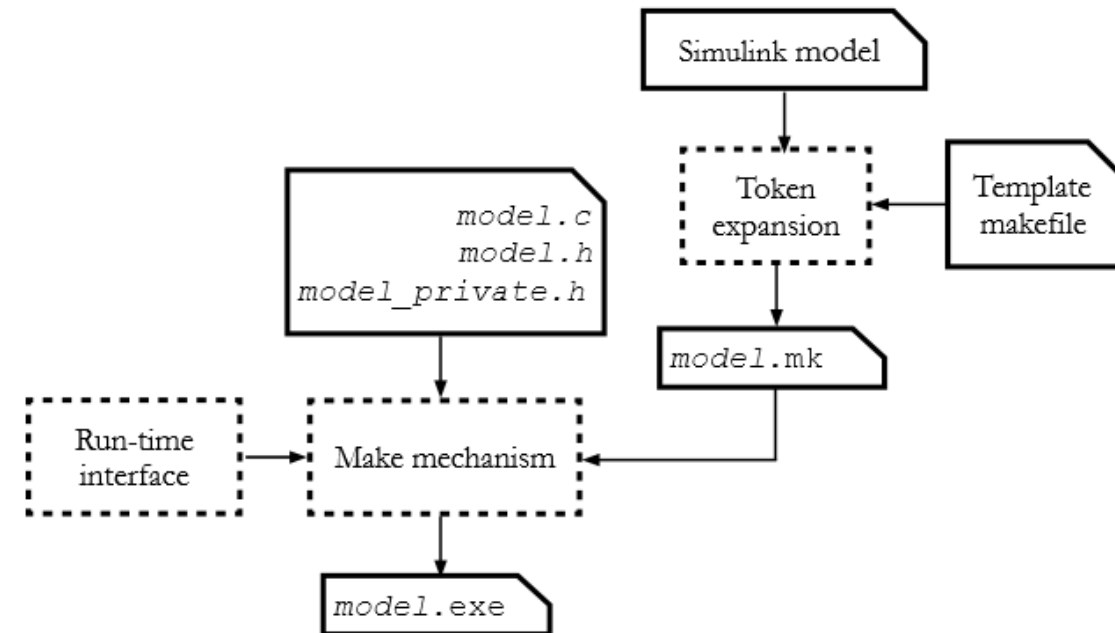 Simulink model
Token
expansion
Template
makefile
model.c
model.h
model_private.h
model.mk
Run-time
interface
Make mechanism
model.exe